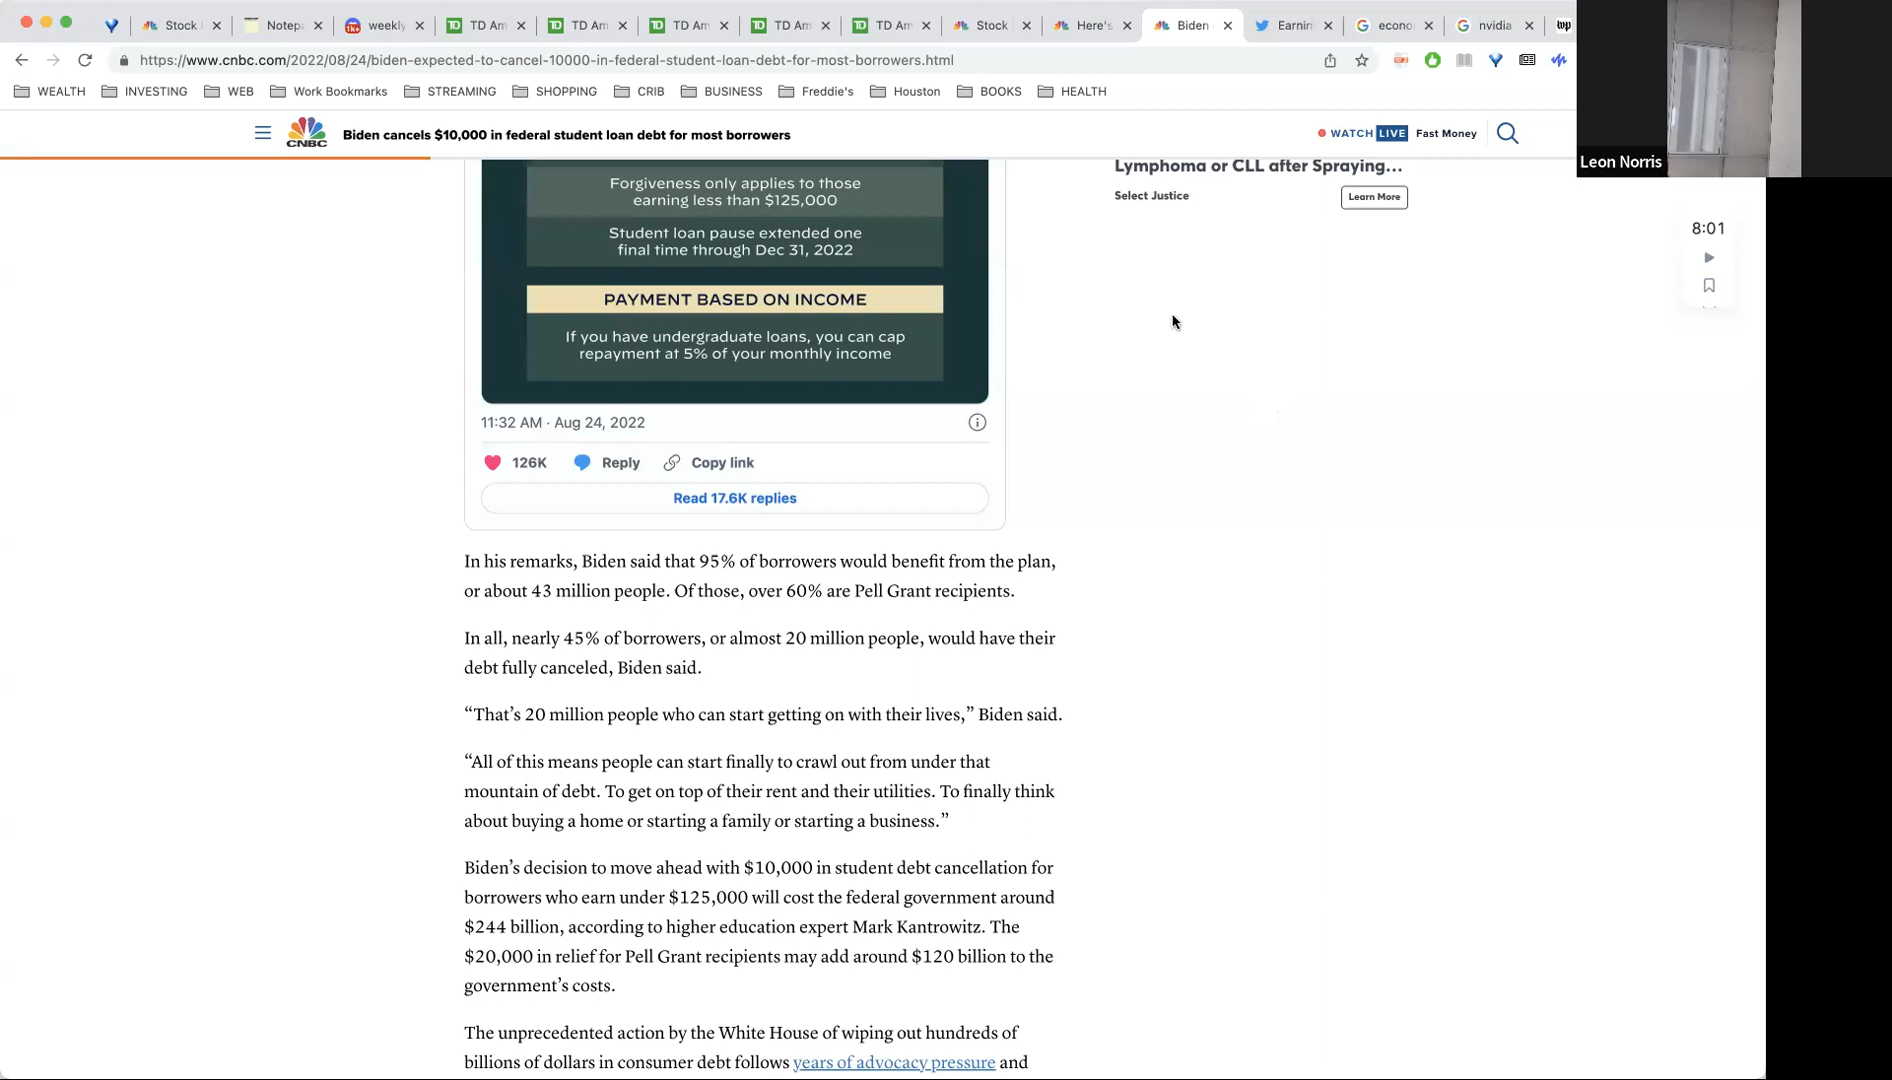 Stock
Notep
weekly
TD Am
TD Am
TD Am
TD Am
TD Am
Stock
Here's
Biden
Earnin
econo
nvidia
https://www.cnbc.com/2022/08/24/biden-expected-to-cancel-10000-in-federal-student-loan-debt-for-most-borrowers.html
WEALTH
INVESTING
WEB
Work Bookmarks
STREAMING
SHOPPING
CRIB
BUSINESS
Freddie's
Houston
BOOKS
HEALTH
CNBC
Biden cancels $10,000 in federal student loan debt for most borrowers
WATCH LIVE Fast Money
Leon Norris
Forgiveness only applies to those
earning less than $125,000
Student loan pause extended one
final time through Dec 31, 2022
PAYMENT BASED ON INCOME
If you have undergraduate loans, you can cap
repayment at 5% of your monthly income
11:32 AM · Aug 24, 2022
126K
Reply
Copy link
Read 17.6K replies
Lymphoma or CLL after Spraying...
Select Justice
Learn More
8:01
In his remarks, Biden said that 95% of borrowers would benefit from the plan,
or about 43 million people. Of those, over 60% are Pell Grant recipients.
In all, nearly 45% of borrowers, or almost 20 million people, would have their
debt fully canceled, Biden said.
“That’s 20 million people who can start getting on with their lives,” Biden said.
“All of this means people can start finally to crawl out from under that
mountain of debt. To get on top of their rent and their utilities. To finally think
about buying a home or starting a family or starting a business.”
Biden’s decision to move ahead with $10,000 in student debt cancellation for
borrowers who earn under $125,000 will cost the federal government around
$244 billion, according to higher education expert Mark Kantrowitz. The
$20,000 in relief for Pell Grant recipients may add around $120 billion to the
government’s costs.
The unprecedented action by the White House of wiping out hundreds of
billions of dollars in consumer debt follows years of advocacy pressure and